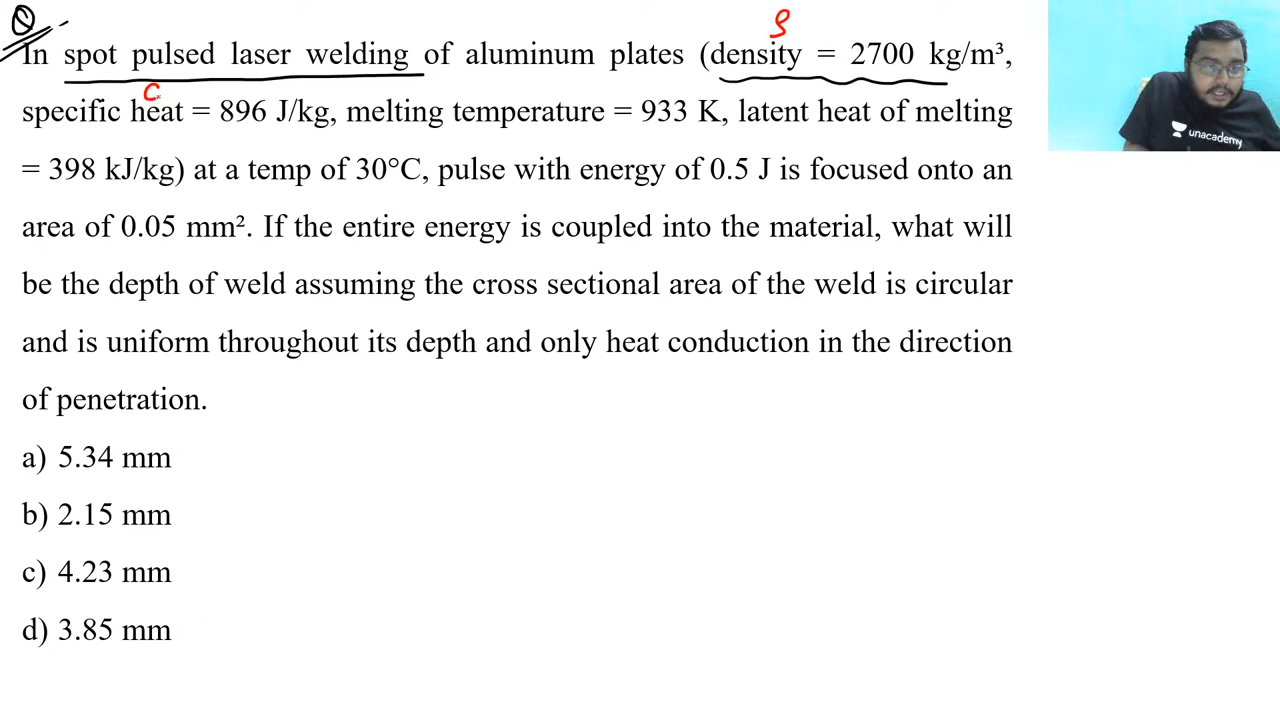 Q
In spot pulsed laser welding of aluminum plates (density = 2700 kg/m³,
ρ
c
specific heat = 896 J/kg, melting temperature = 933 K, latent heat of melting
= 398 kJ/kg) at a temp of 30°C, pulse with energy of 0.5 J is focused onto an
area of 0.05 mm². If the entire energy is coupled into the material, what will
be the depth of weld assuming the cross sectional area of the weld is circular
and is uniform throughout its depth and only heat conduction in the direction
of penetration.
a) 5.34 mm
b) 2.15 mm
c) 4.23 mm
d) 3.85 mm
unacademy